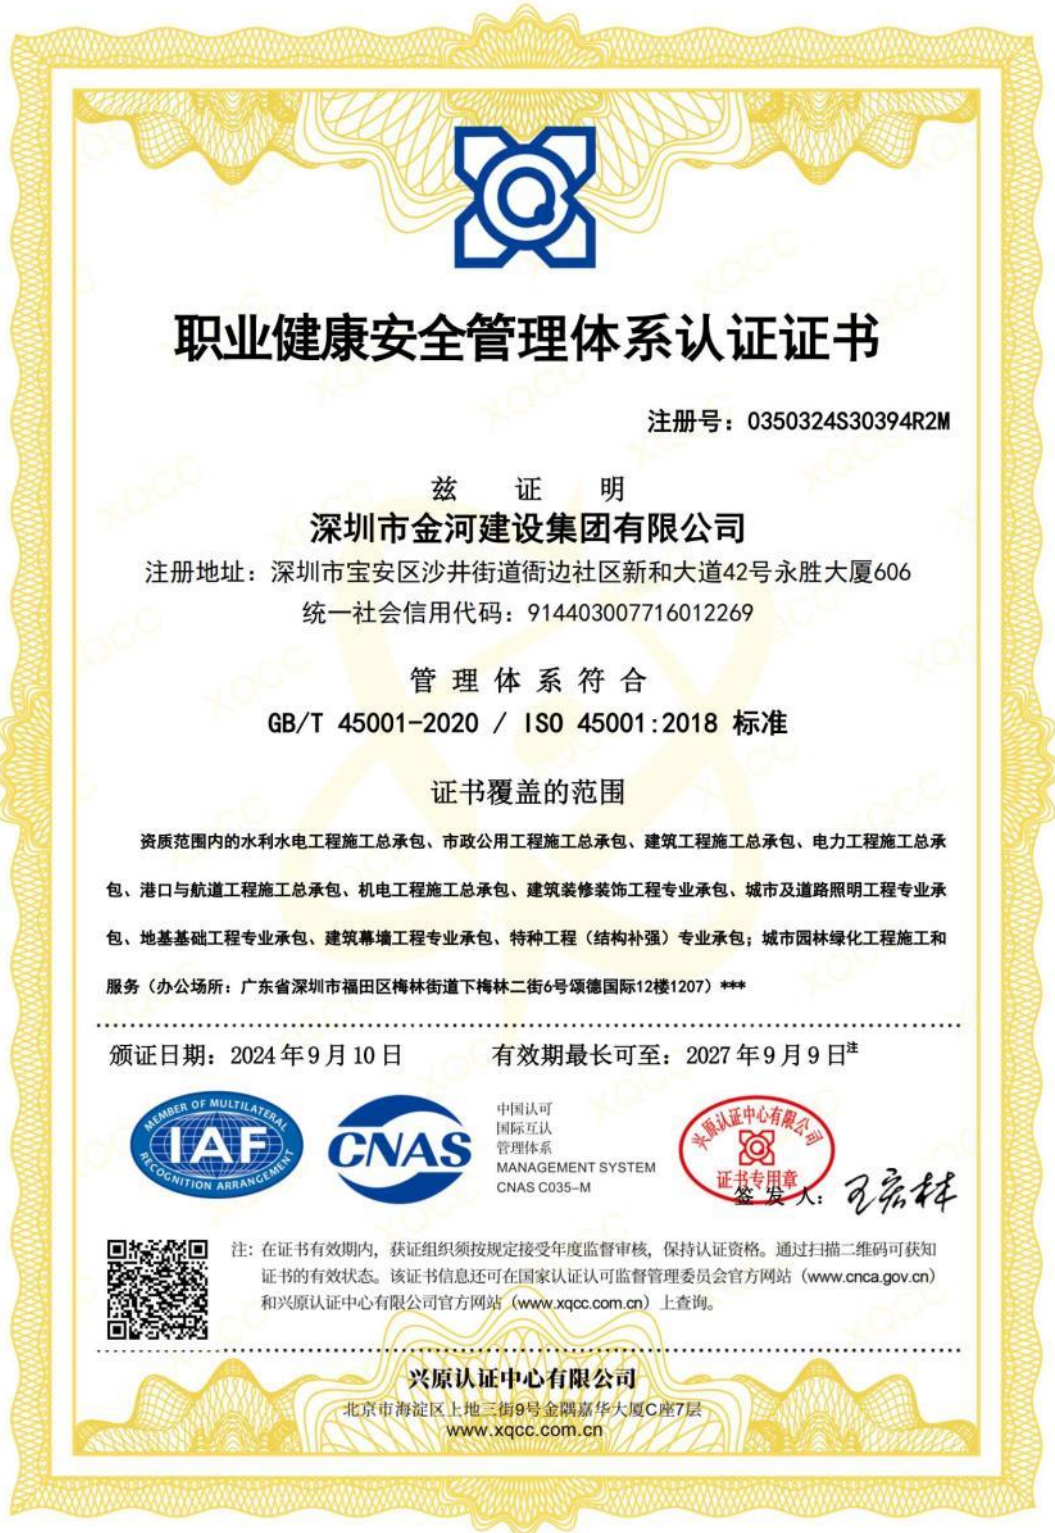 职业健康安全管理体系认证证书
注册号：0350324S30394R2M
兹 证 明
深圳市金河建设集团有限公司
注册地址：深圳市宝安区沙井街道衙边社区新和大道42号永胜大厦606
统一社会信用代码：914403007716012269
管 理 体 系 符 合
GB/T 45001-2020 / ISO 45001:2018 标准
证书覆盖的范围
资质范围内的水利水电工程施工总承包、市政公用工程施工总承包、建筑工程施工总承包、电力工程施工总承
包、港口与航道工程施工总承包、机电工程施工总承包、建筑装修装饰工程专业承包、城市及道路照明工程专业承
包、地基基础工程专业承包、建筑幕墙工程专业承包、特种工程（结构补强）专业承包；城市园林绿化工程施工和
服务（办公场所：广东省深圳市福田区梅林街道下梅林二街6号颂德国际12楼1207）***
颁证日期：2024年9月10日 有效期最长可至：2027年9月9日注
MEMBER OF MULTILATERAL
IAF
RECOGNITION ARRANGEMENT
CNAS
中国认可
国际互认
管理体系
MANAGEMENT SYSTEM
CNAS C035-M
兴原认证中心有限公司
证书专用章
签 发 人：王宏林
注：在证书有效期内，获证组织须按规定接受年度监督审核，保持认证资格。通过扫描二维码可获知
证书的有效状态。该证书信息还可在国家认证认可监督管理委员会官方网站（www.cnca.gov.cn）
和兴原认证中心有限公司官方网站（www.xqcc.com.cn）上查询。
兴原认证中心有限公司
北京市海淀区上地三街9号金隅嘉华大厦C座7层
www.xqcc.com.cn